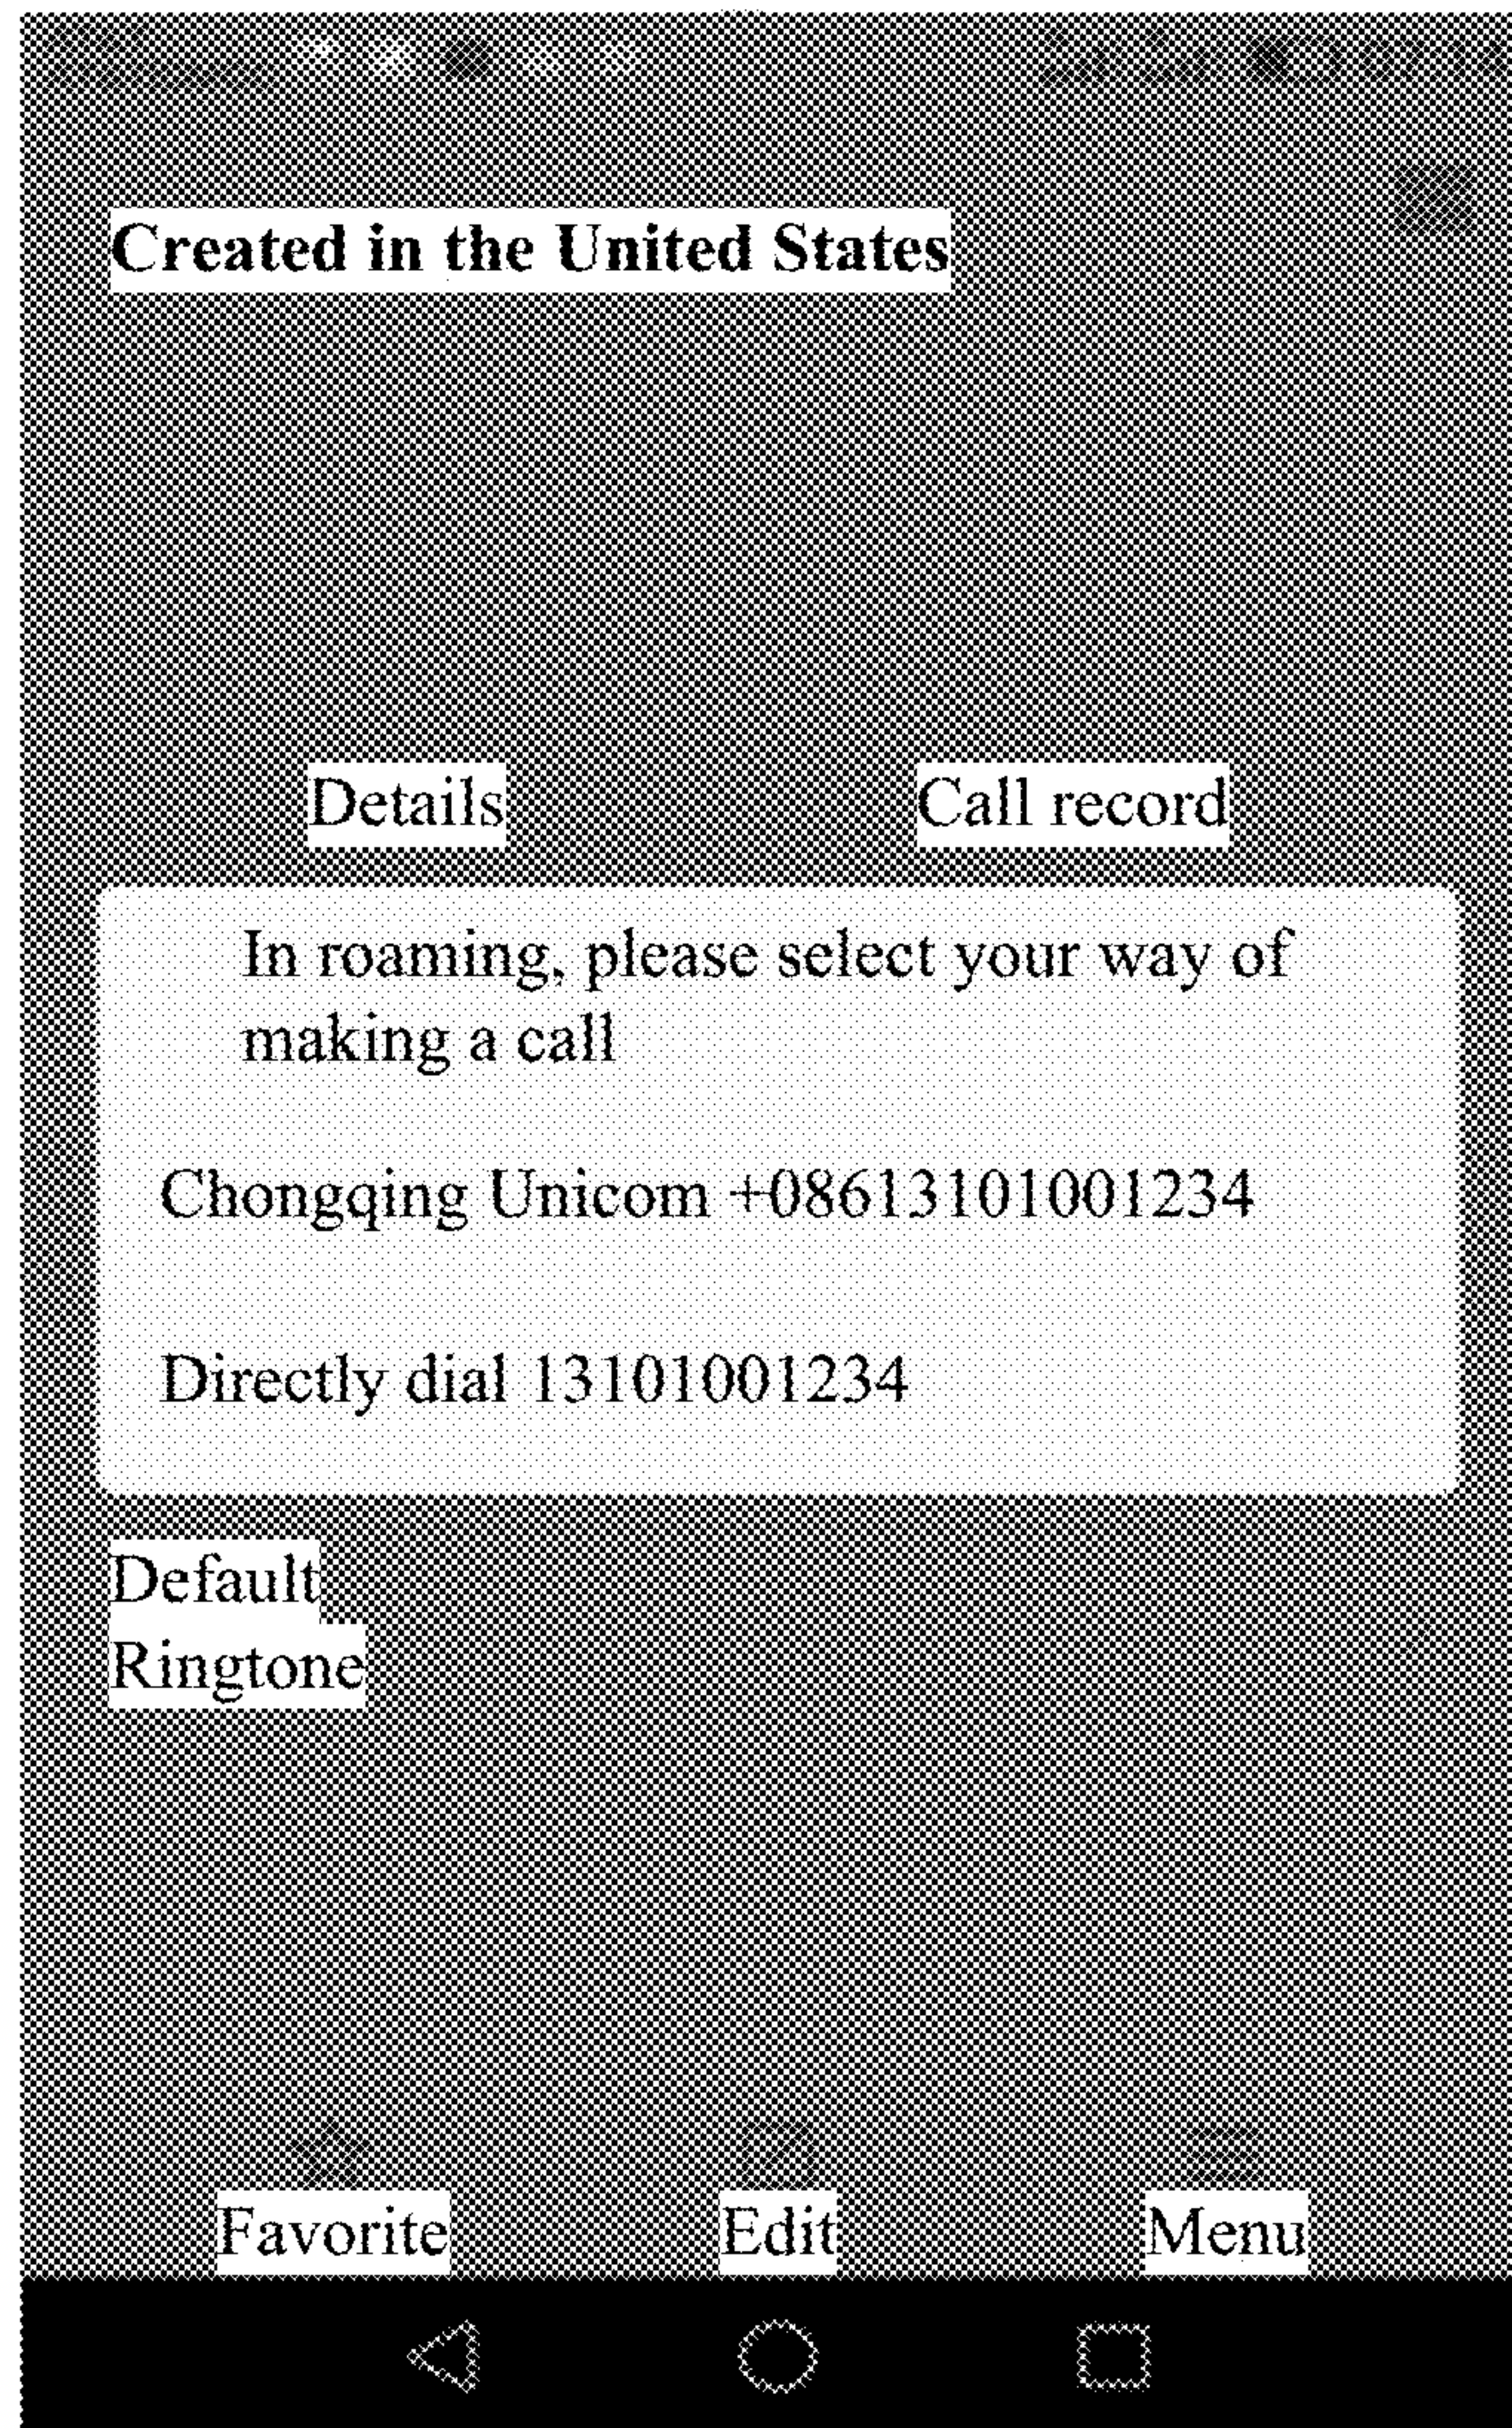 Created in the United States
Details Call record
In roaming, please select your way of
making a call
Chongqing Unicom +08613101001234
Directly dial 13101001234
Default
Ringtone
Favorite Edit Menu